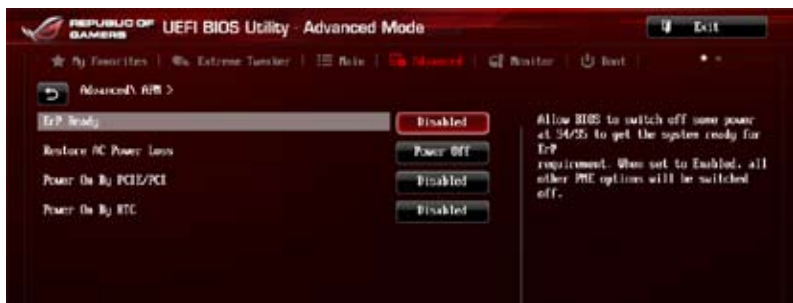 REPUBLIC OF GAMERS
UEFI BIOS Utility - Advanced Mode
Exit
My Favorites | Extreme Tweaker | Main | Advanced | Monitor | Boot
Advanced\ APM >
ErP Ready
Disabled
Restore AC Power Loss
Power Off
Power On By PCIE/PCI
Disabled
Power On By RTC
Disabled
Allow BIOS to switch off some power
at S4/S5 to get the system ready for
ErP
requirement. When set to Enabled, all
other PME options will be switched
off.